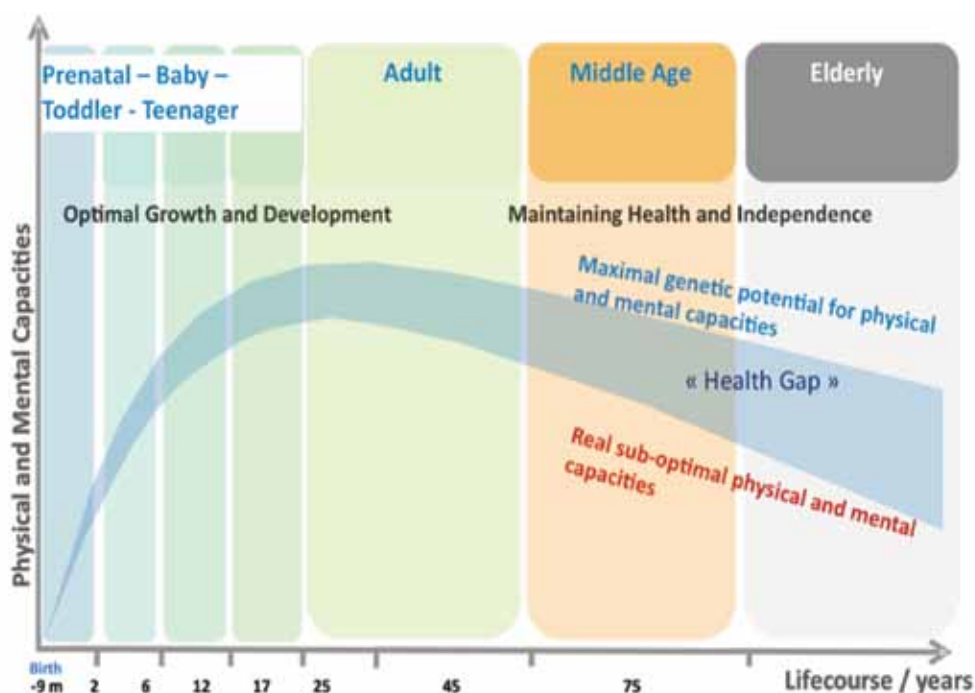 Prenatal – Baby –
Toddler - Teenager
Adult
Middle Age
Elderly
Optimal Growth and Development
Maintaining Health and Independence
Physical and Mental Capacities
Maximal genetic potential for physical
and mental capacities
« Health Gap »
Real sub-optimal physical and mental
capacities
Birth
-9 m 2 6 12 17 25 45 75
Lifecourse / years